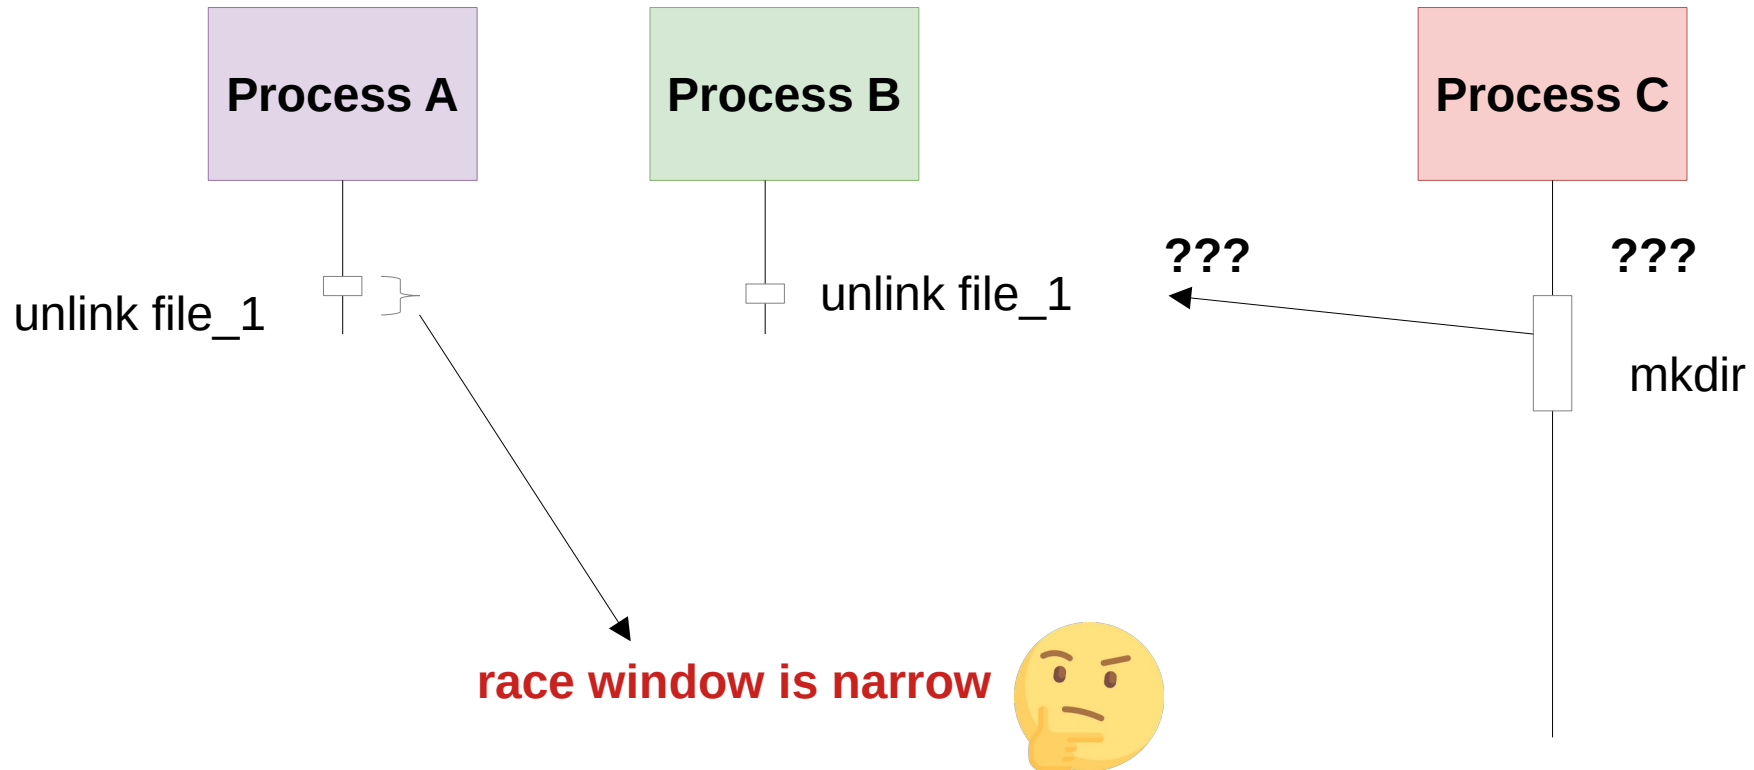 Process A
Process B
Process C
???
???
unlink file_1
unlink file_1
mkdir
race window is narrow